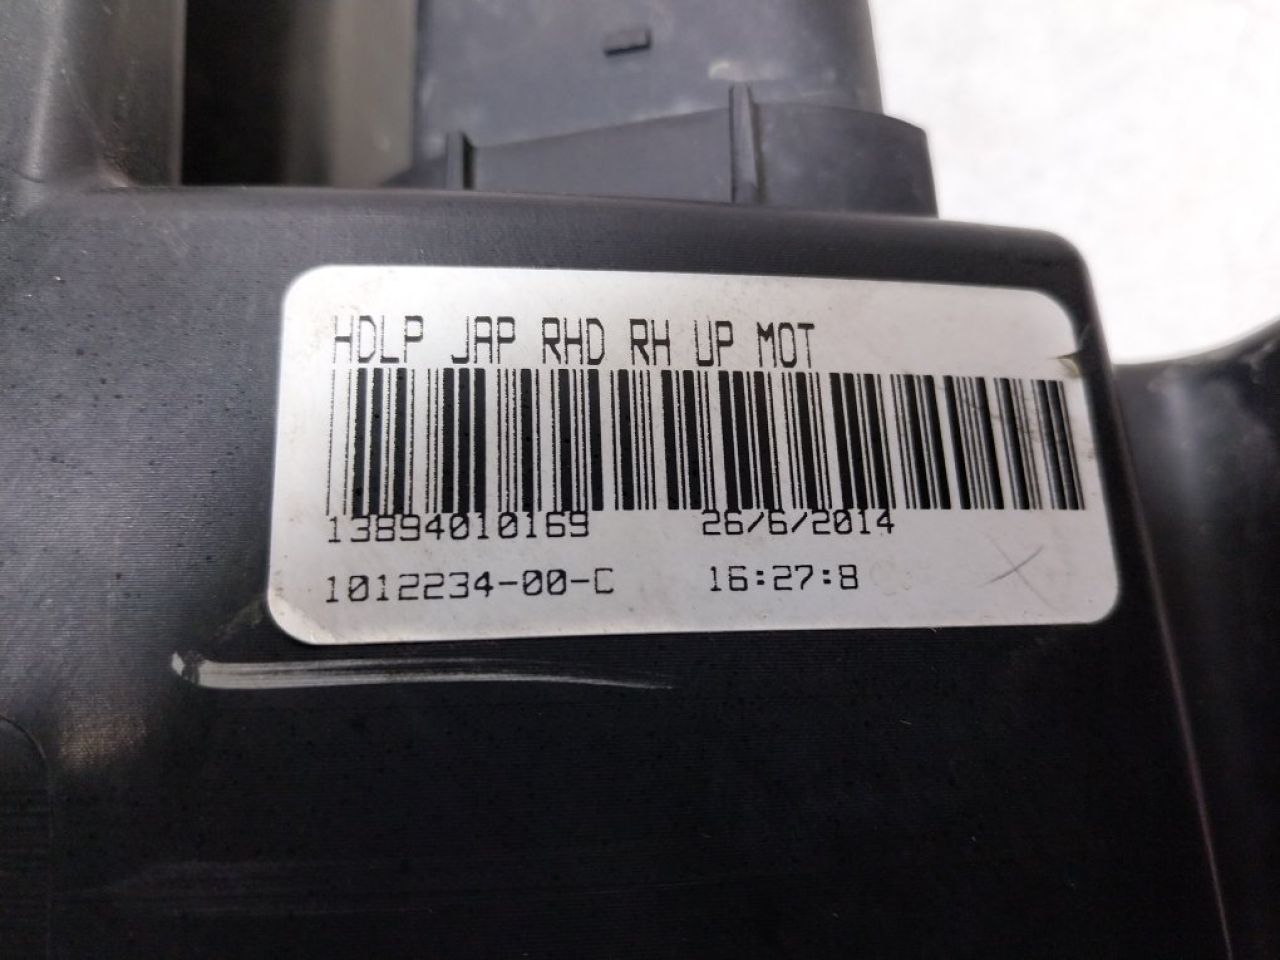 HDLP JAP RHD RH UP MOT
13894010169 26/6/2014
1012234-00-C 16:27:8